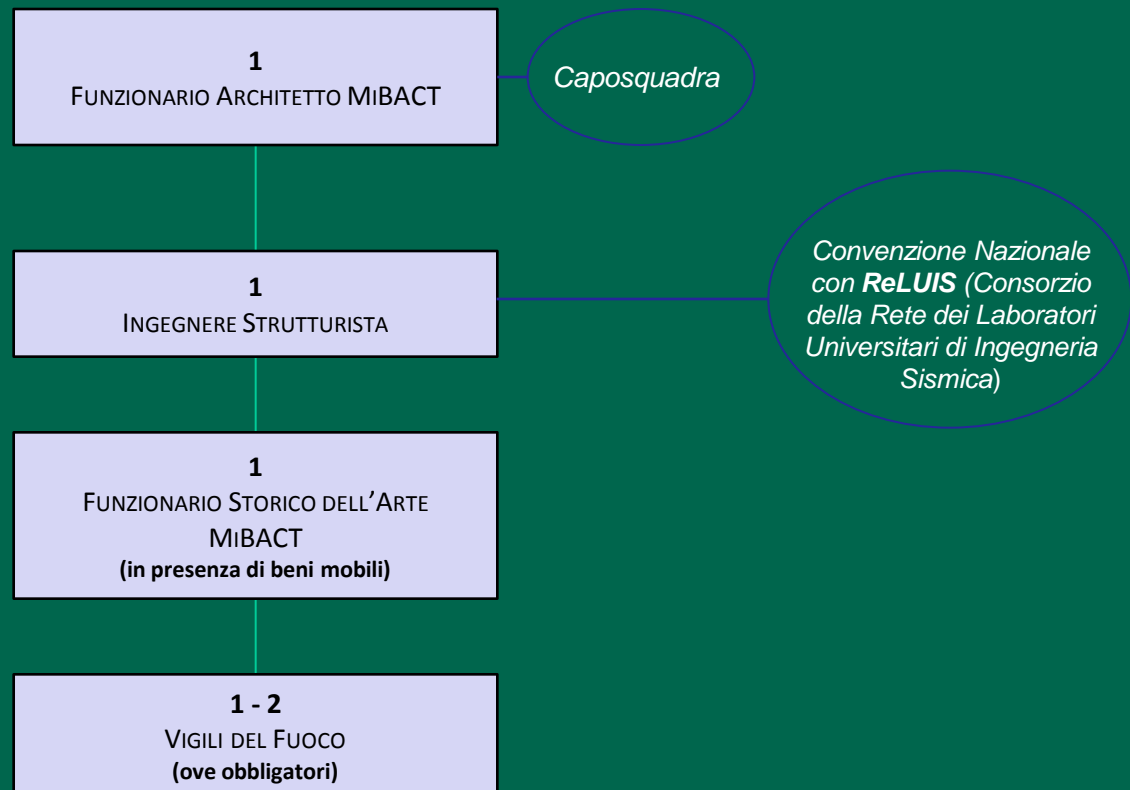 1
FUNZIONARIO ARCHITETTO MIBACT
Caposquadra
1
INGEGNERE STRUTTURISTA
Convenzione Nazionale
con ReLUIS (Consorzio
della Rete dei Laboratori
Universitari di Ingegneria
Sismica)
1
FUNZIONARIO STORICO DELL’ARTE
MIBACT
(in presenza di beni mobili)
1 - 2
VIGILI DEL FUOCO
(ove obbligatori)